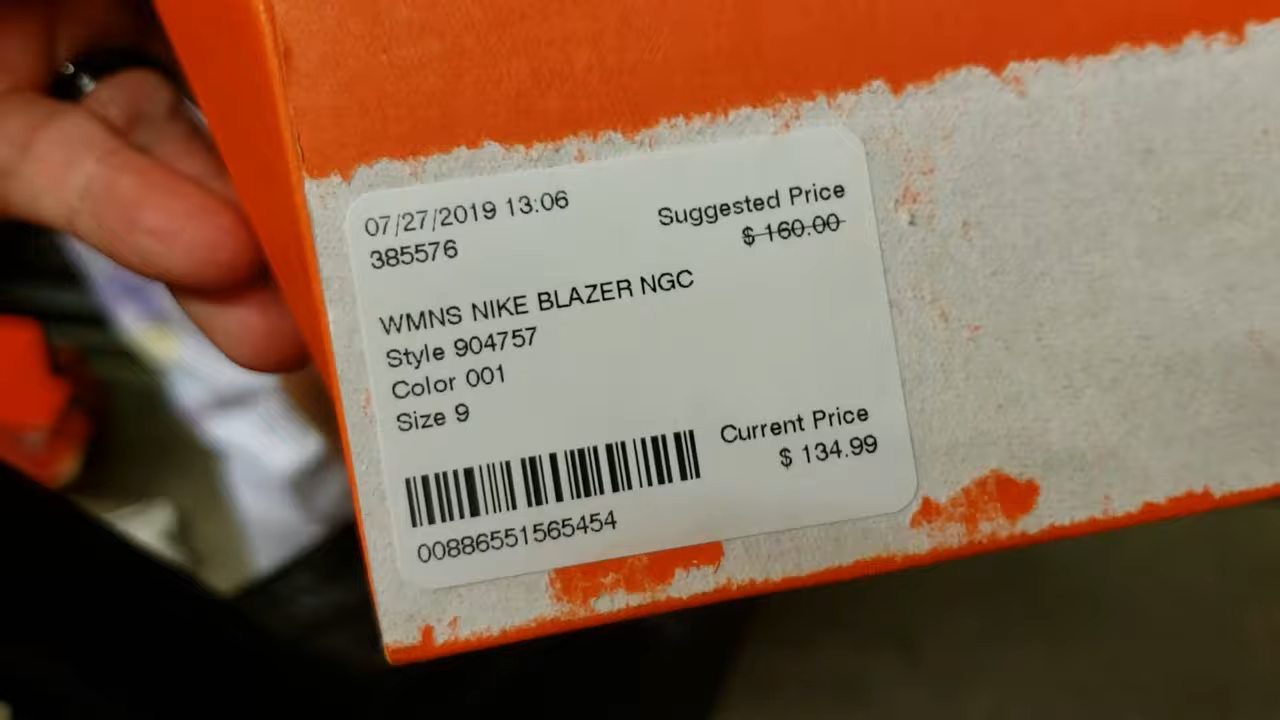 07/27/2019 13:06
385576
Suggested Price
$ 160.00
WMNS NIKE BLAZER NGC
Style 904757
Color 001
Size 9
Current Price
$ 134.99
00886551565454